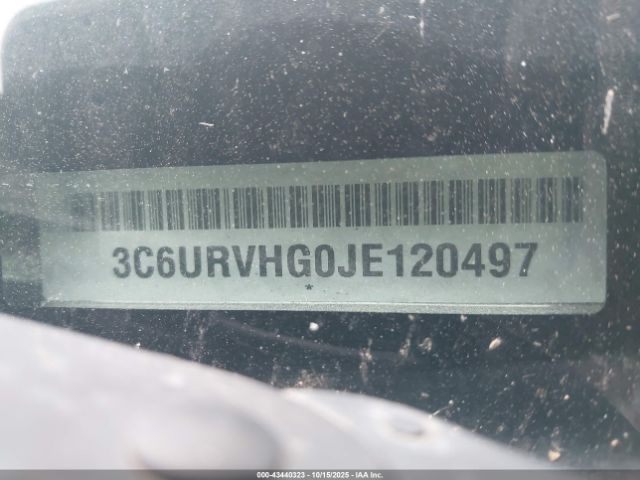 3C6URVHG0JE120497
*
000-43440323 | 10/15/2025 - IAA, Inc.